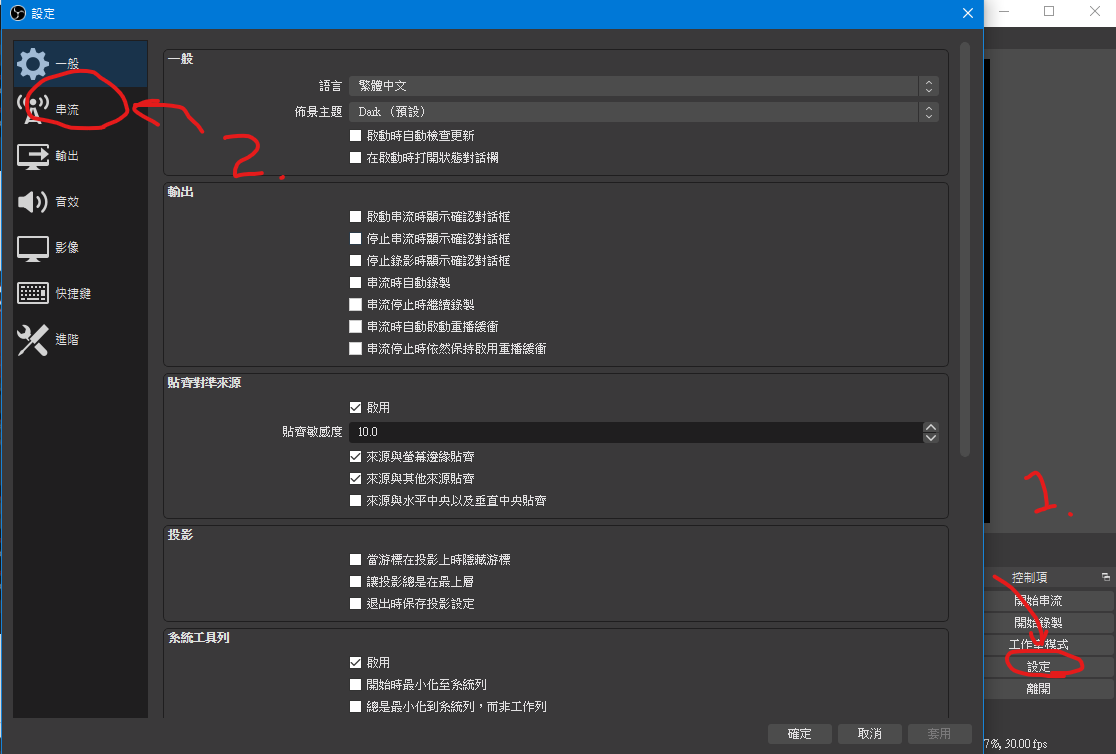 設定
一般
串流
輸出
音效
影像
快捷鍵
進階
2.
一般
語言 繁體中文
佈景主題 Dark （預設）
啟動時自動檢查更新
在啟動時打開狀態對話欄
輸出
啟動串流時顯示確認對話框
停止串流時顯示確認對話框
停止錄影時顯示確認對話框
串流時自動錄製
串流停止時繼續錄製
串流時自動啟動重播緩衝
串流停止時依然保持啟用重播緩衝
貼齊對準來源
啟用
貼齊敏感度 10.0
來源與螢幕邊緣貼齊
來源與其他來源貼齊
來源與水平中央以及垂直中央貼齊
投影
當游標在投影上時隱藏游標
讓投影總是在最上層
退出時保存投影設定
系統工具列
啟用
開始時最小化至系統列
總是最小化到系統列，而非工作列
確定 取消 套用
1.
控制項
開始串流
開始錄製
工作室模式
設定
離開
7%, 30.00 fps